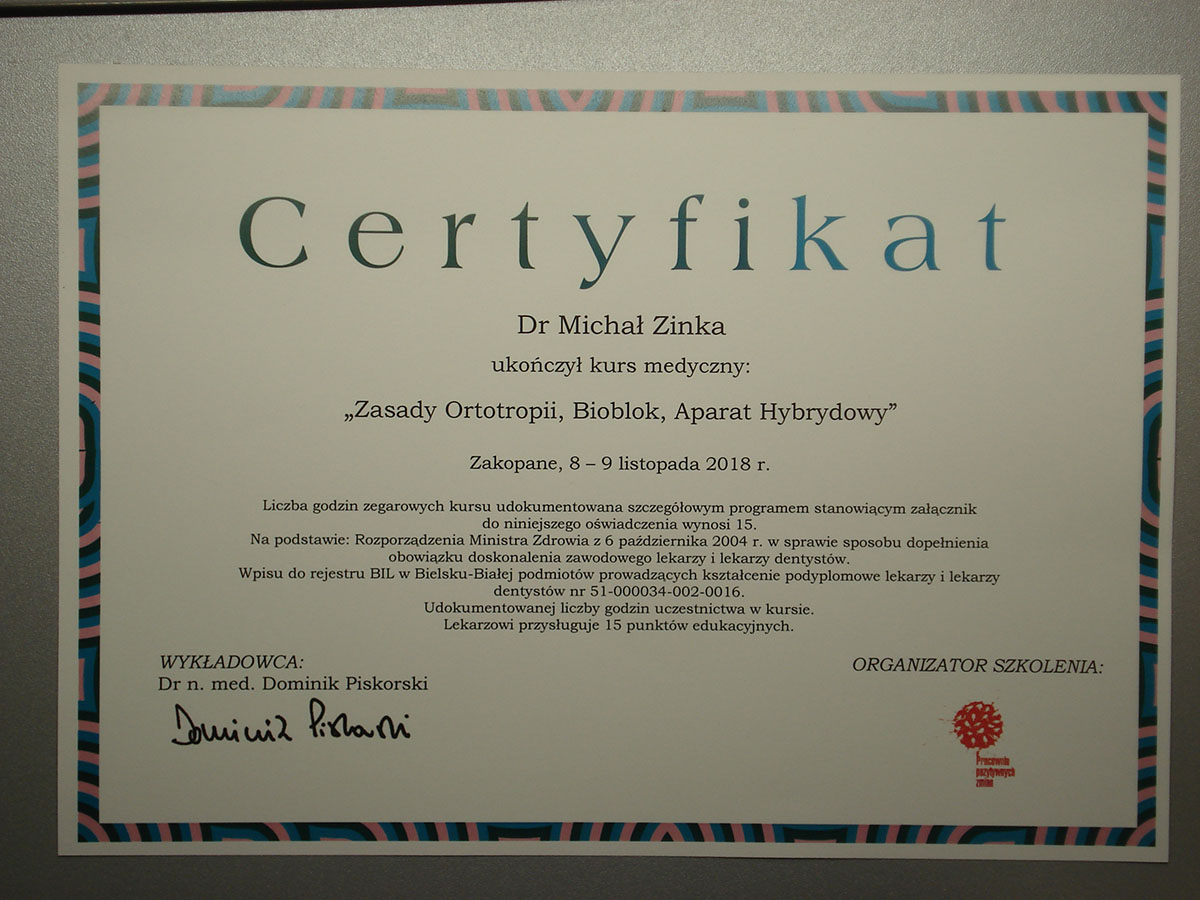 Certyfikat
Dr Michał Zinka
ukończył kurs medyczny:
„Zasady Ortotropii, Bioblok, Aparat Hybrydowy”
Zakopane, 8 – 9 listopada 2018 r.
Liczba godzin zegarowych kursu udokumentowana szczegółowym programem stanowiącym załącznik
do niniejszego oświadczenia wynosi 15.
Na podstawie: Rozporządzenia Ministra Zdrowia z 6 października 2004 r. w sprawie sposobu dopełnienia
obowiązku doskonalenia zawodowego lekarzy i lekarzy dentystów.
Wpisu do rejestru BIL w Bielsku-Białej podmiotów prowadzących kształcenie podyplomowe lekarzy i lekarzy
dentystów nr 51-000034-002-0016.
Udokumentowanej liczby godzin uczestnictwa w kursie.
Lekarzowi przysługuje 15 punktów edukacyjnych.
WYKŁADOWCA:
Dr n. med. Dominik Piskorski
Dominik Piskorski
ORGANIZATOR SZKOLENIA:
Pracownia
pozytywnych
zmian